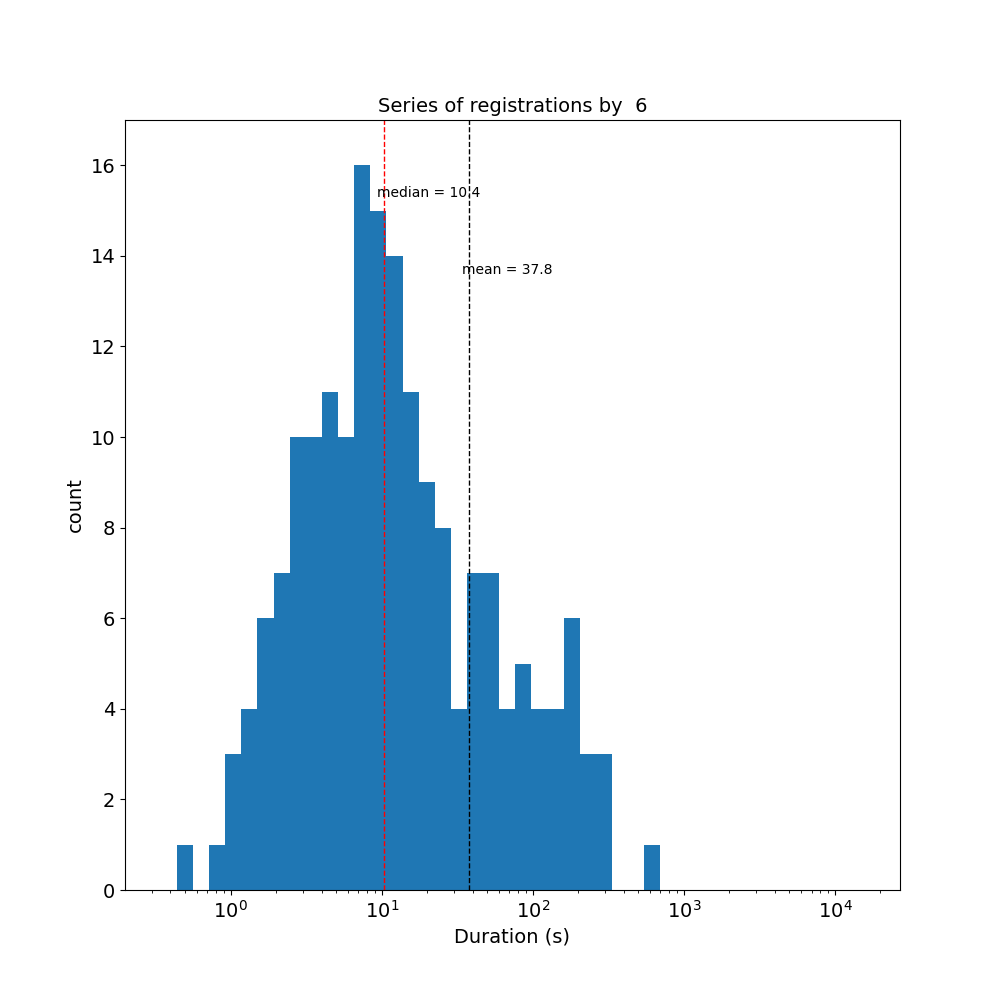 Series of registrations by  6
16
14
12
10
8
6
4
2
0
count
median = 10.4
mean = 37.8
10⁰ 10¹ 10² 10³ 10⁴
Duration (s)